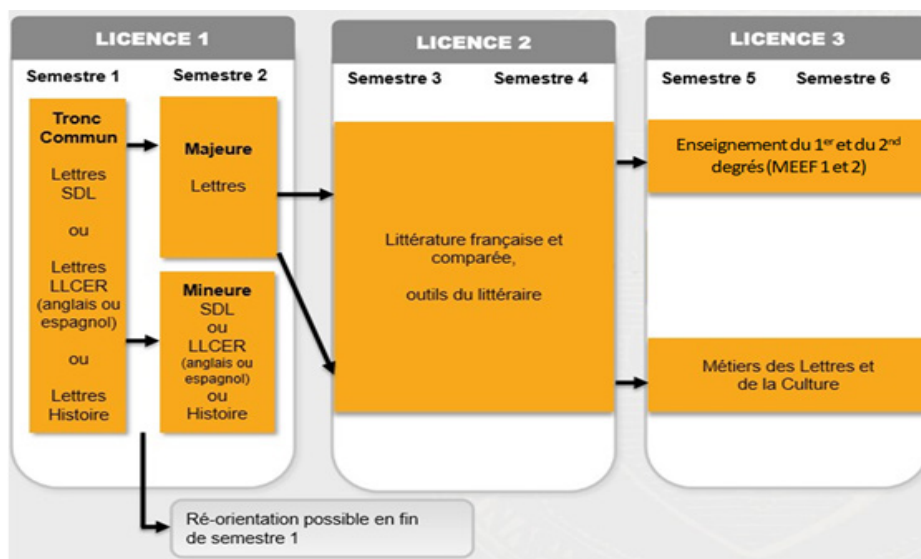 LICENCE 1
Semestre 1
Semestre 2
Tronc
Commun
Lettres
SDL
ou
Lettres
LLCER
(anglais ou
espagnol)
ou
Lettres
Histoire
Majeure
Lettres
Mineure
SDL
ou
LLCER
(anglais ou
espagnol)
ou
Histoire
Ré-orientation possible en fin
de semestre 1
LICENCE 2
Semestre 3
Semestre 4
Littérature française et
comparée,
outils du littéraire
LICENCE 3
Semestre 5
Semestre 6
Enseignement du 1er et du 2nd
degrés (MEEF 1 et 2)
Métiers des Lettres et
de la Culture